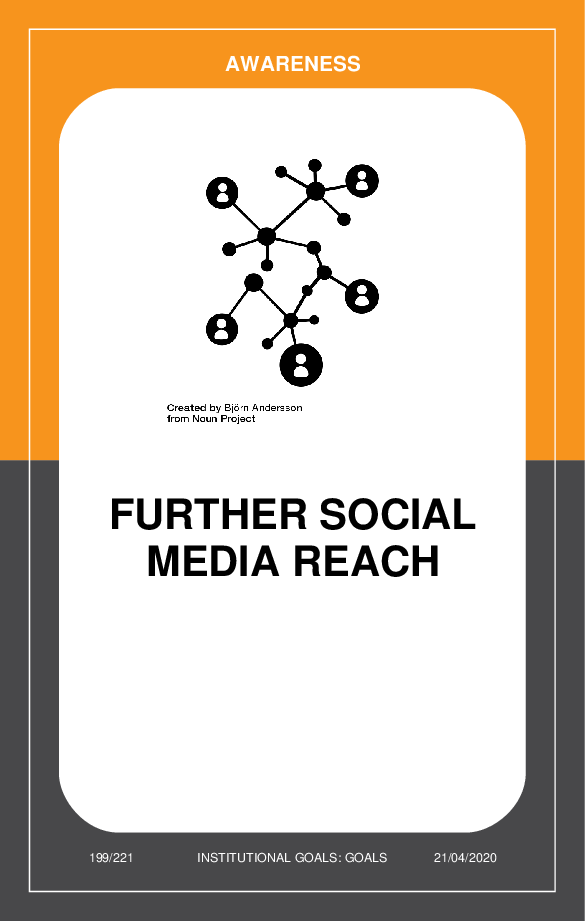 AWARENESS
Created by Björn Andersson
from Noun Project
FURTHER SOCIAL
MEDIA REACH
199/221 INSTITUTIONAL GOALS: GOALS 21/04/2020